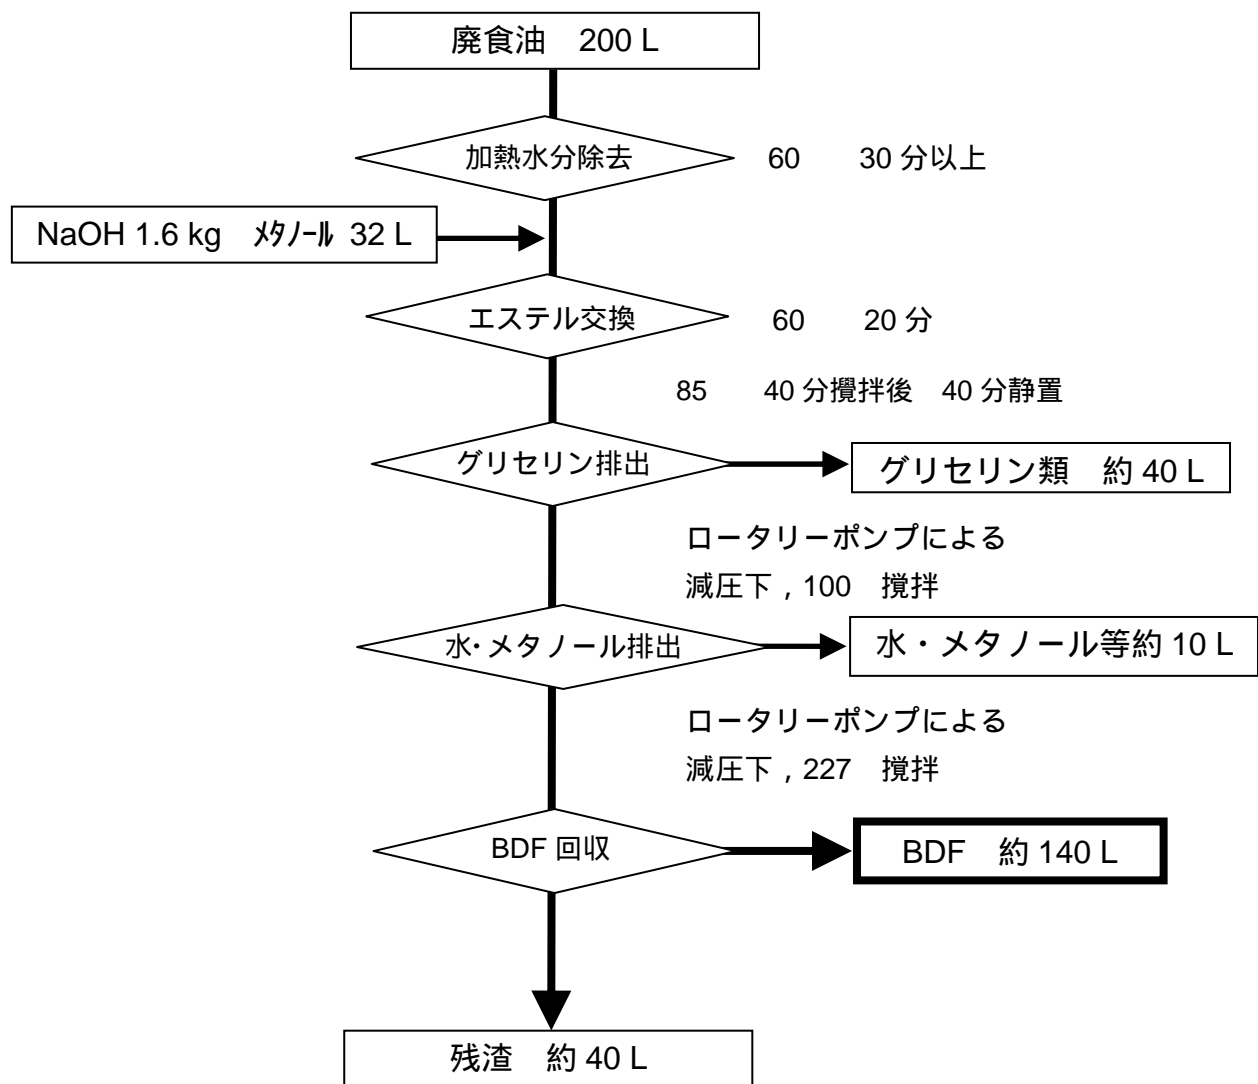 廃食油　200 L
加熱水分除去
60　　30 分以上
NaOH 1.6 kg　ﾒﾀﾉｰﾙ 32 L
エステル交換
60　　20 分
85　　40 分攪拌後　40 分静置
グリセリン排出
グリセリン類　約 40 L
ロータリーポンプによる
減圧下 , 100　攪拌
水･メタノール排出
水・メタノール等約 10 L
ロータリーポンプによる
減圧下 , 227　攪拌
BDF 回収
BDF　約 140 L
残渣　約 40 L